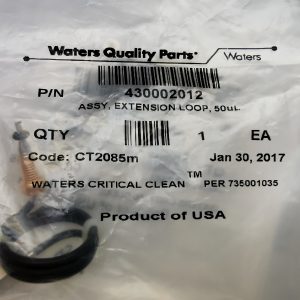 Waters Quality Parts™ Waters
P/N 430002012
ASSY, EXTENSION LOOP, 50uL
QTY 1 EA
Code: CT2085m Jan 30, 2017
WATERS CRITICAL CLEAN™ PER 735001035
Product of USA